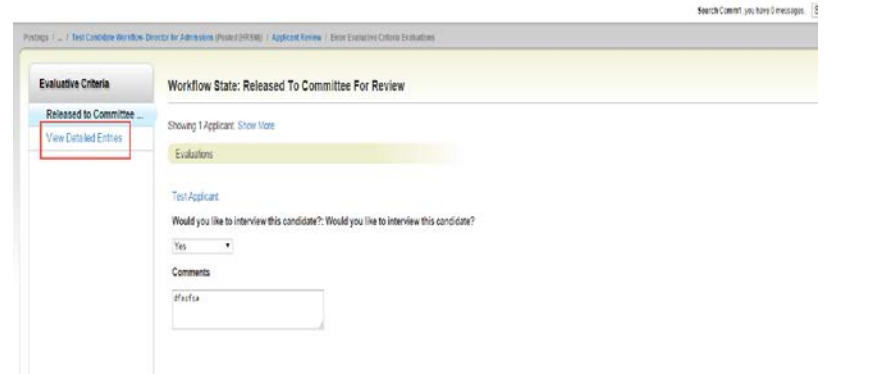 Search Comm1, you have 0 messages.
Postings / ... / Test Candidate Workflow- Director for Admissions (Posted) / Applicant Review / Enter Evaluative Criteria Evaluations
Evaluative Criteria
Workflow State: Released To Committee For Review
Released to Committee ...
View Detailed Entries
Showing 1 Applicant. Show More
Evaluations
Test Applicant
Would you like to interview this candidate?: Would you like to interview this candidate?
Yes
Comments